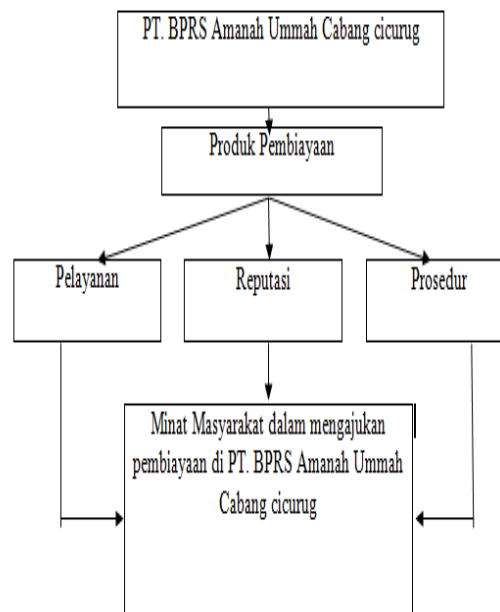 PT. BPRS Amanah Ummah Cabang cicurug
Produk Pembiayaan
Pelayanan
Reputasi
Prosedur
Minat Masyarakat dalam mengajukan
pembiayaan di PT. BPRS Amanah Ummah
Cabang cicurug